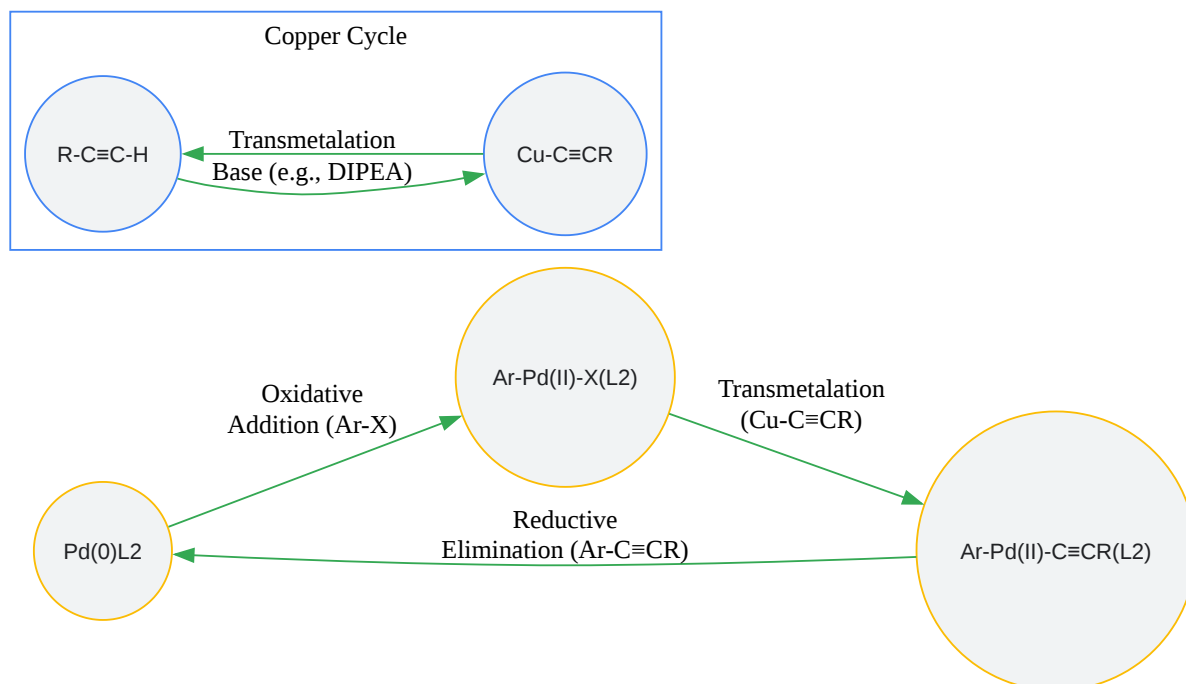 Copper Cycle
R-C≡C-H
Transmetalation
Base (e.g., DIPEA)
Cu-C≡CR
Ar-Pd(II)-X(L2)
Oxidative
Addition (Ar-X)
Transmetalation
(Cu-C≡CR)
Pd(0)L2
Reductive
Elimination (Ar-C≡CR)
Ar-Pd(II)-C≡CR(L2)